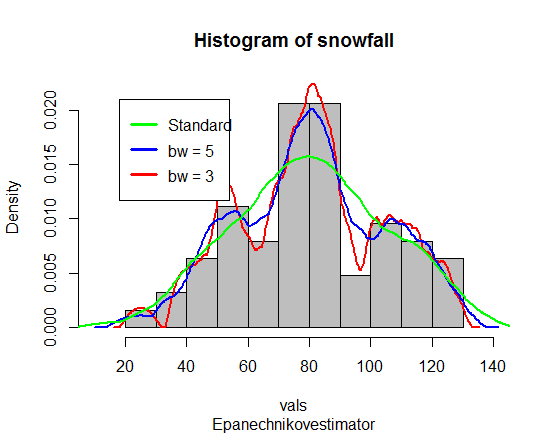 Histogram of snowfall
Density
0.000 0.005 0.010 0.015 0.020
Standard
bw = 5
bw = 3
20 40 60 80 100 120 140
vals
Epanechnikovestimator